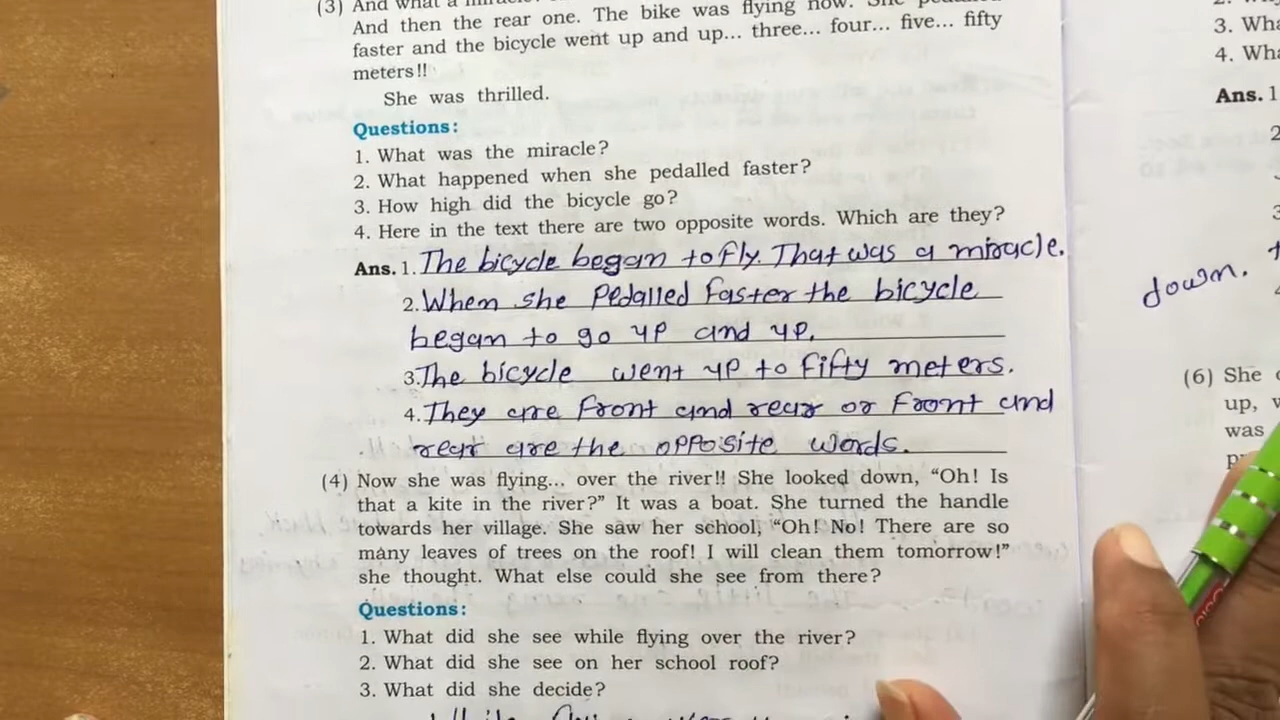 (3) And what a
And then the rear one. The bike was flying now.
faster and the bicycle went up and up... three... four... five... fifty
meters!!
She was thrilled.
Questions:
1. What was the miracle?
2. What happened when she pedalled faster?
3. How high did the bicycle go?
4. Here in the text there are two opposite words. Which are they?
Ans. 1. The bicycle began to fly. That was a miracle.
2. When she pedalled faster the bicycle
began to go up and up.
3. The bicycle went up to fifty meters.
4. They are front and rear or front and
rear are the opposite words.
(4) Now she was flying... over the river!! She looked down, “Oh! Is
that a kite in the river?” It was a boat. She turned the handle
towards her village. She saw her school, “Oh! No! There are so
many leaves of trees on the roof! I will clean them tomorrow!”
she thought. What else could she see from there?
Questions:
1. What did she see while flying over the river?
2. What did she see on her school roof?
3. What did she decide?
3.
4.
Ans. 1
2
down.
(6) She
up,
was